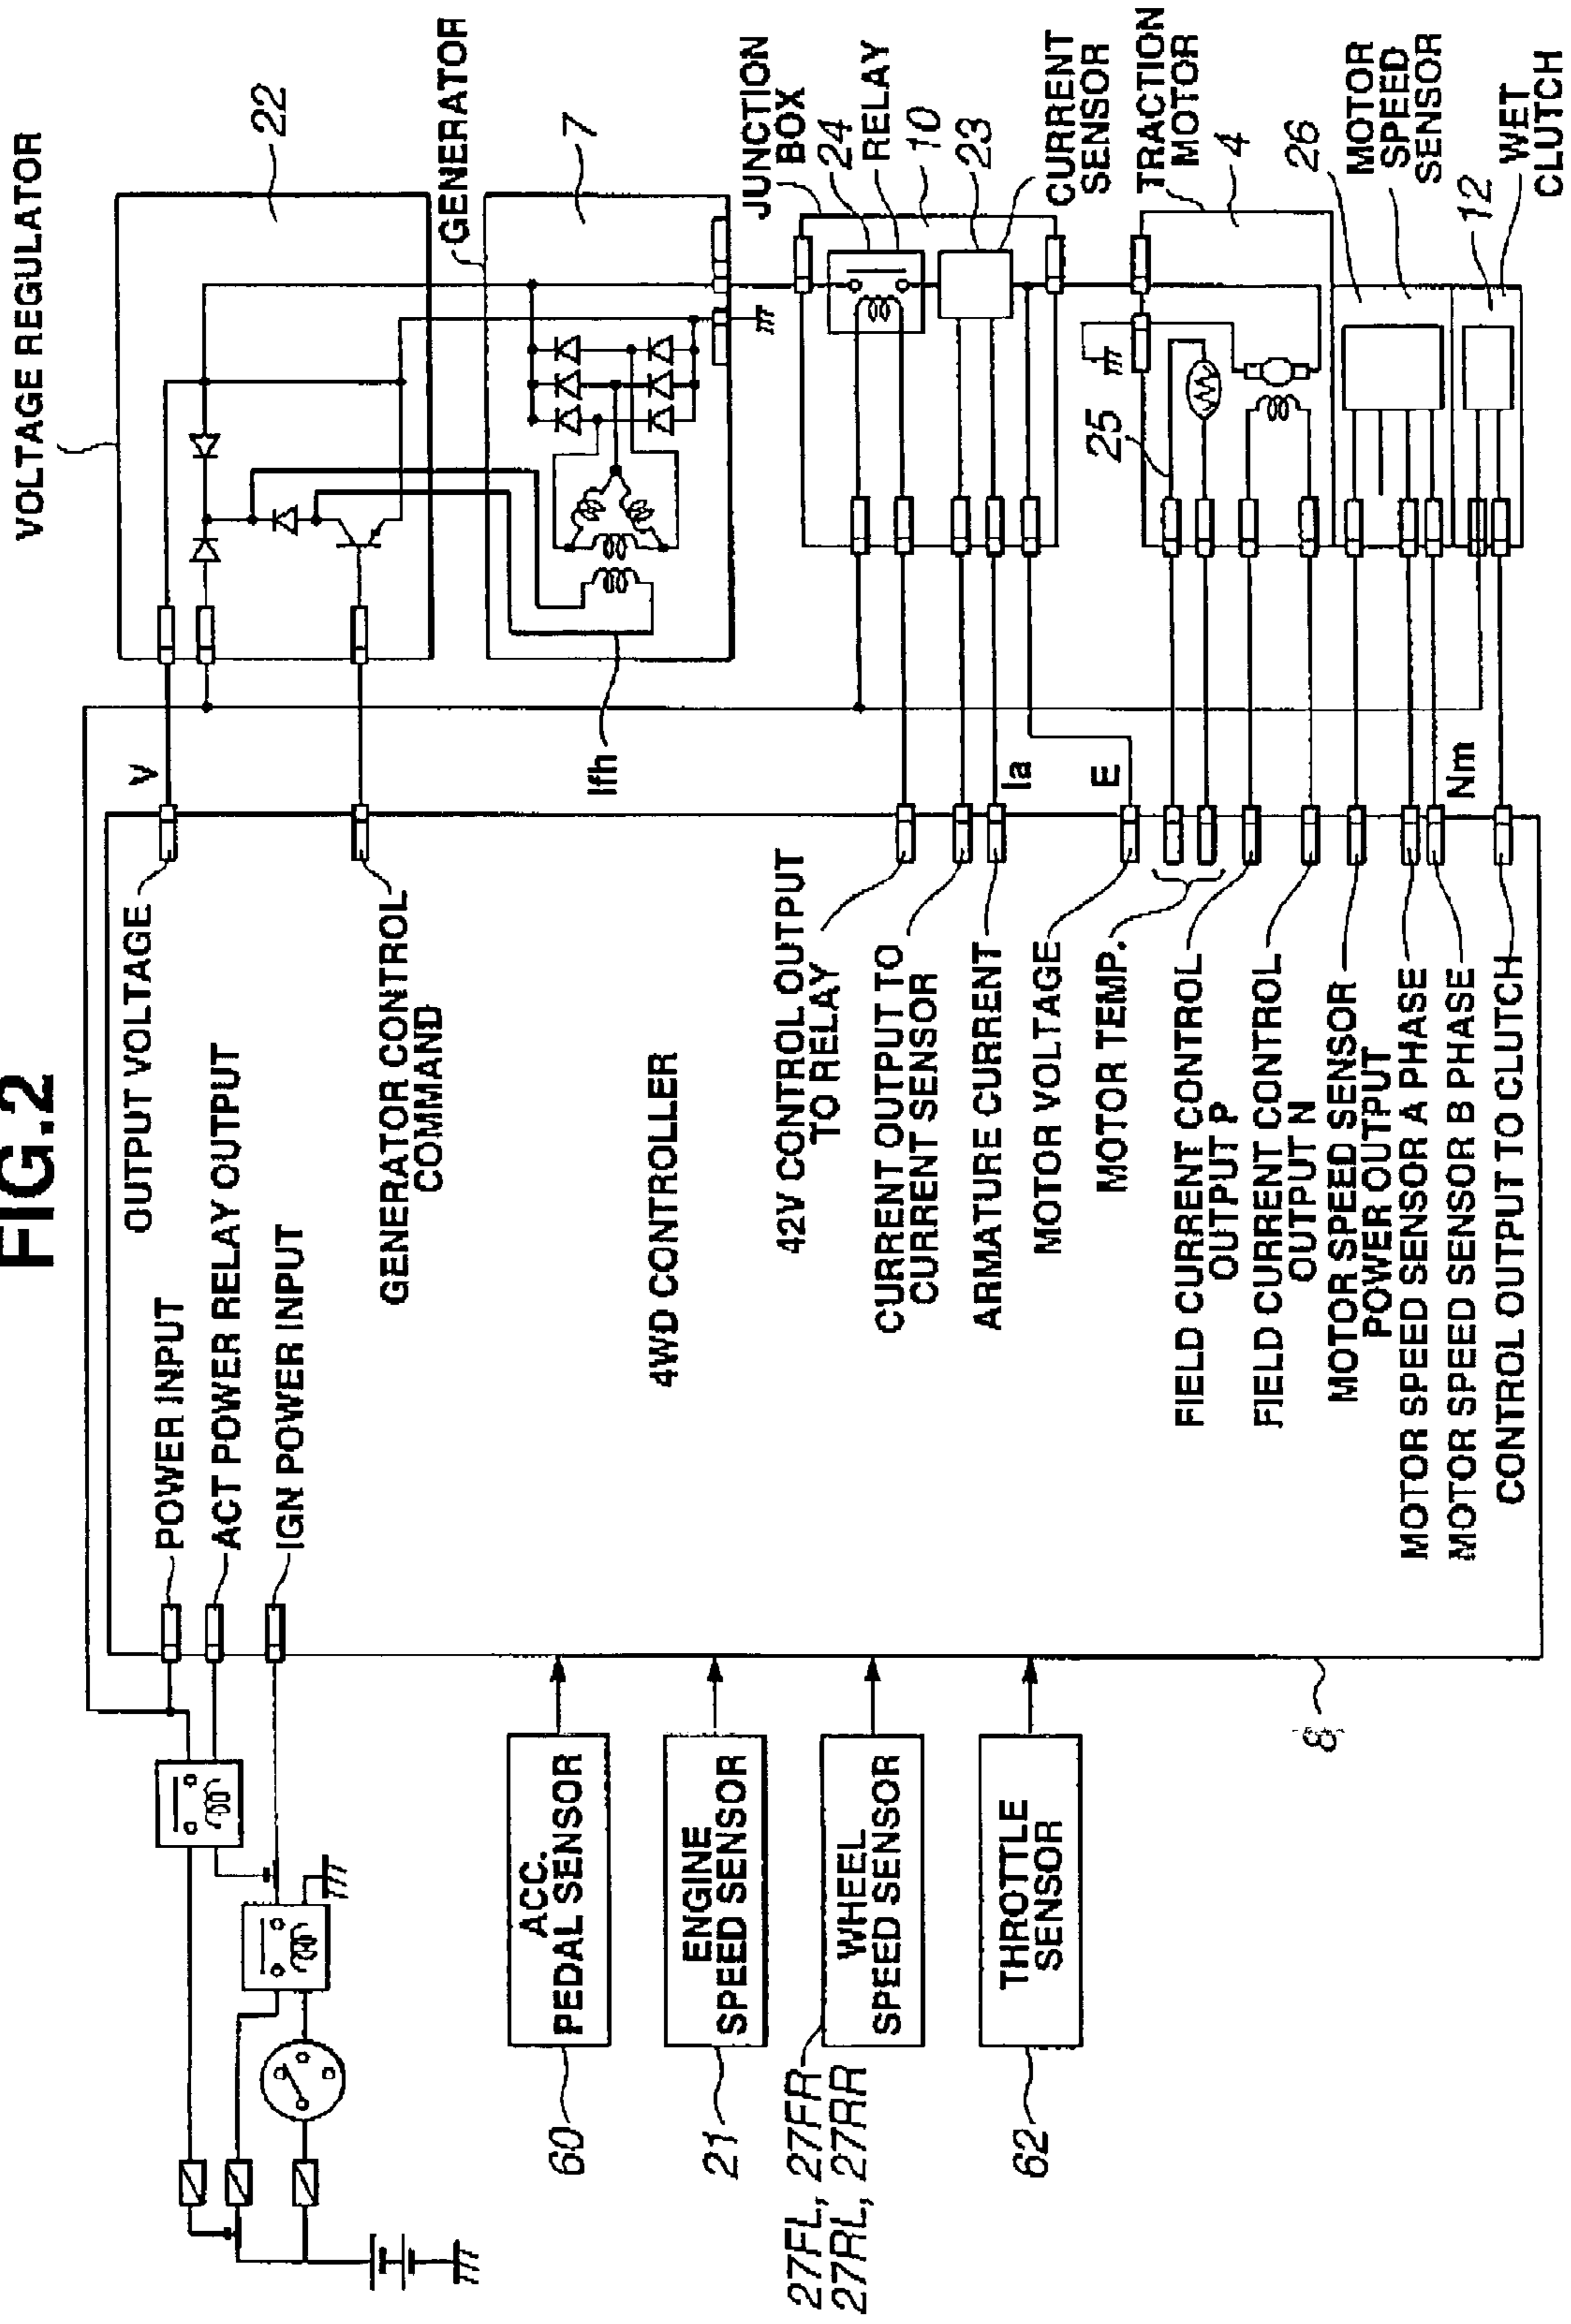 FIG.2
POWER INPUT
ACT POWER RELAY OUTPUT
IGN POWER INPUT
OUTPUT VOLTAGE
GENERATOR CONTROL
COMMAND
4WD CONTROLLER
42V CONTROL OUTPUT
TO RELAY
CURRENT OUTPUT TO
CURRENT SENSOR
ARMATURE CURRENT
MOTOR VOLTAGE
MOTOR TEMP.
FIELD CURRENT CONTROL
OUTPUT P
FIELD CURRENT CONTROL
OUTPUT N
MOTOR SPEED SENSOR
POWER OUTPUT
MOTOR SPEED SENSOR A PHASE
MOTOR SPEED SENSOR B PHASE
CONTROL OUTPUT TO CLUTCH
8
ACC.
PEDAL SENSOR
60
ENGINE
SPEED SENSOR
21
WHEEL
SPEED SENSOR
27FL, 27FR
27RL, 27RR
THROTTLE
SENSOR
62
V
Ifh
Ia
E
Nm
VOLTAGE REGULATOR
22
GENERATOR
7
JUNCTION
BOX
24
RELAY
10
23
CURRENT
SENSOR
TRACTION
MOTOR
4
25
26
MOTOR
SPEED
SENSOR
12
WET
CLUTCH